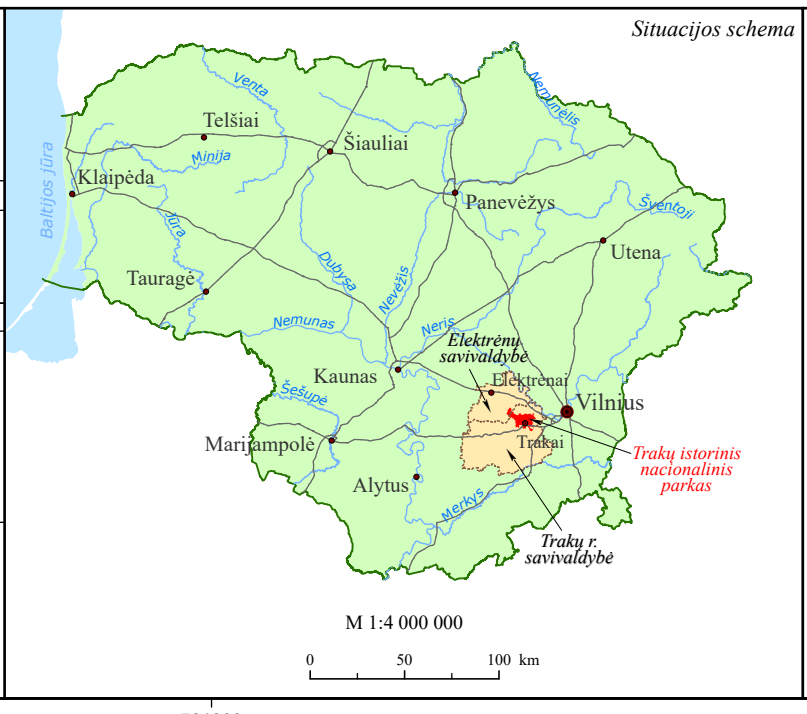 Situacijos schema
Venta
Nemunelis
Telšiai
Šiauliai
Minija
Klaipėda
Baltijos jūra
Panevėžys
Šventoji
Jūra
Utena
Dubysa
Nevėžis
Tauragė
Nemunas
Neris
Elektrėnų
savivaldybė
Kaunas
Elektrėnai
Šešupė
Vilnius
Marijampolė
Trakai
Trakų istorinis
nacionalinis
parkas
Alytus
Merkys
Trakų r.
savivaldybė
M 1:4 000 000
0 50 100 km